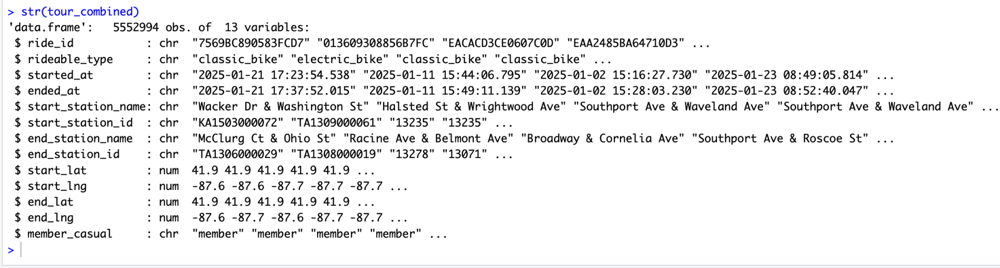 > str(tour_combined)
'data.frame':   5552994 obs. of  13 variables:
 $ ride_id           : chr  "7569BC890583FCD7" "013609308856B7FC" "EACACD3CE0607C0D" "EAA2485BA64710D3" ...
 $ rideable_type     : chr  "classic_bike" "electric_bike" "classic_bike" "classic_bike" ...
 $ started_at        : chr  "2025-01-21 17:23:54.538" "2025-01-11 15:44:06.795" "2025-01-02 15:16:27.730" "2025-01-23 08:49:05.814" ...
 $ ended_at          : chr  "2025-01-21 17:37:52.015" "2025-01-11 15:49:11.139" "2025-01-02 15:28:03.230" "2025-01-23 08:52:40.047" ...
 $ start_station_name: chr  "Wacker Dr & Washington St" "Halsted St & Wrightwood Ave" "Southport Ave & Waveland Ave" "Southport Ave & Waveland Ave" ...
 $ start_station_id  : chr  "KA1503000072" "TA1309000061" "13235" "13235" ...
 $ end_station_name  : chr  "McClurg Ct & Ohio St" "Racine Ave & Belmont Ave" "Broadway & Cornelia Ave" "Southport Ave & Roscoe St" ...
 $ end_station_id    : chr  "TA1306000029" "TA1308000019" "13278" "13071" ...
 $ start_lat         : num  41.9 41.9 41.9 41.9 41.9 ...
 $ start_lng         : num  -87.6 -87.6 -87.7 -87.7 -87.7 ...
 $ end_lat           : num  41.9 41.9 41.9 41.9 41.9 ...
 $ end_lng           : num  -87.6 -87.7 -87.6 -87.7 -87.7 ...
 $ member_casual     : chr  "member" "member" "member" "member" ...
>